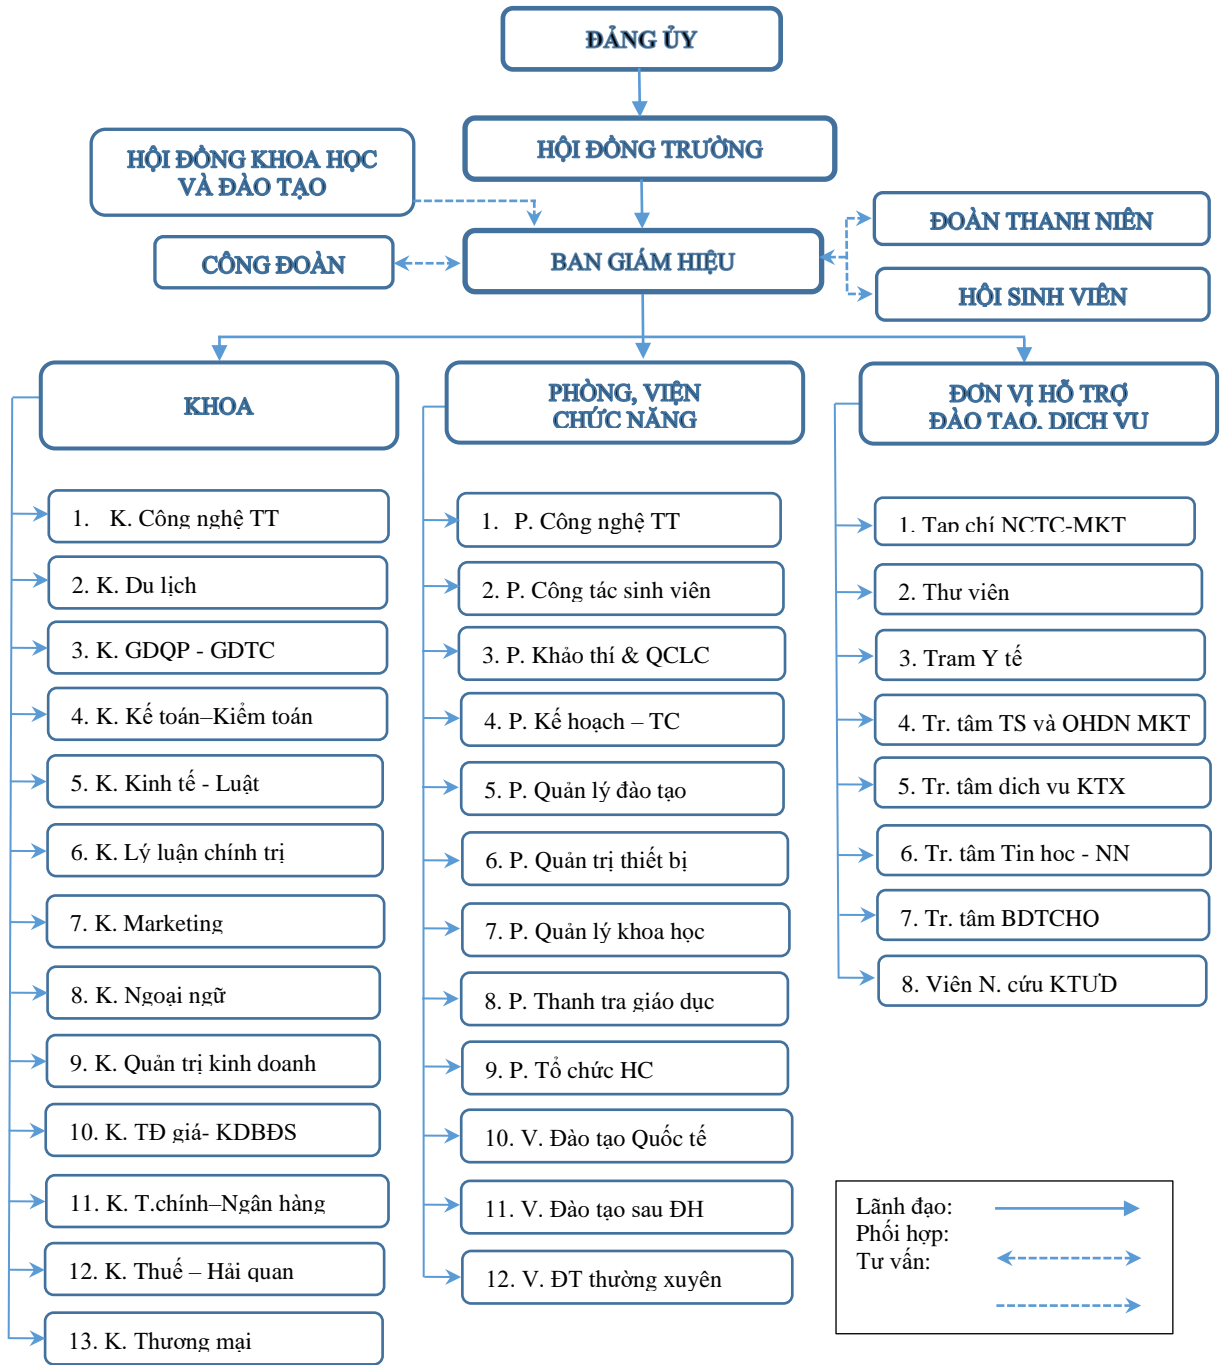 ĐẢNG ỦY
HỘI ĐỒNG TRƯỜNG
HỘI ĐỒNG KHOA HỌC
VÀ ĐÀO TẠO
ĐOÀN THANH NIÊN
CÔNG ĐOÀN
BAN GIÁM HIỆU
HỘI SINH VIÊN
KHOA
1. K. Công nghệ TT
2. K. Du lịch
3. K. GDQP - GDTC
4. K. Kế toán–Kiểm toán
5. K. Kinh tế - Luật
6. K. Lý luận chính trị
7. K. Marketing
8. K. Ngoại ngữ
9. K. Quản trị kinh doanh
10. K. TĐ giá- KDBĐS
11. K. T.chính–Ngân hàng
12. K. Thuế – Hải quan
13. K. Thương mại
PHÒNG, VIỆN
CHỨC NĂNG
1. P. Công nghệ TT
2. P. Công tác sinh viên
3. P. Khảo thí & QCLC
4. P. Kế hoạch – TC
5. P. Quản lý đào tạo
6. P. Quản trị thiết bị
7. P. Quản lý khoa học
8. P. Thanh tra giáo dục
9. P. Tổ chức HC
10. V. Đào tạo Quốc tế
11. V. Đào tạo sau ĐH
12. V. ĐT thường xuyên
ĐƠN VỊ HỖ TRỢ
ĐÀO TẠO, DỊCH VỤ
1. Tạp chí NCTC-MKT
2. Thư viện
3. Trạm Y tế
4. Tr. tâm TS và QHDN MKT
5. Tr. tâm dịch vụ KTX
6. Tr. tâm Tin học - NN
7. Tr. tâm BDTCHQ
8. Viện N. cứu KTƯD
Lãnh đạo:
Phối hợp:
Tư vấn: